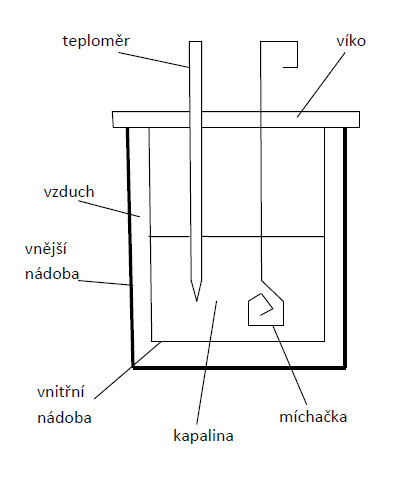 teploměr
víko
vzduch
vnější
nádoba
vnitřní
nádoba
kapalina
míchačka